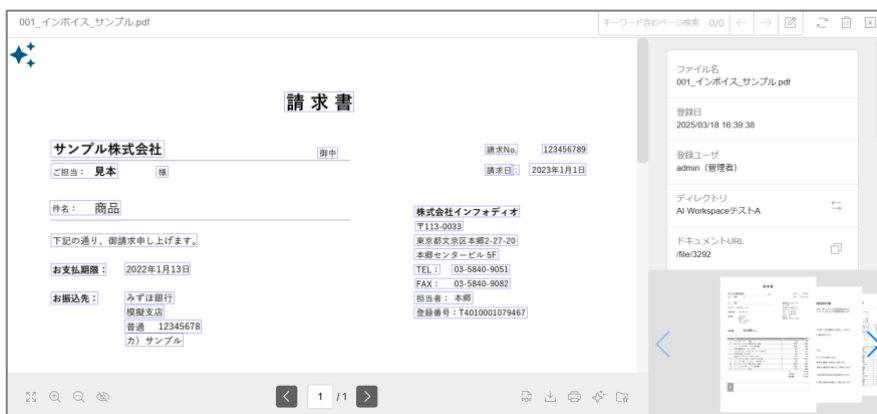 001_インボイス_サンプル.pdf
キーワード含むページ検索 0/0
請求書
サンプル株式会社 御中
ご担当： 見本 様
件名： 商品
下記の通り、御請求申し上げます。
お支払期限： 2022年1月13日
お振込先： みずほ銀行
模擬支店
普通 12345678
カ）サンプル
請求No. 123456789
請求日： 2023年1月1日
株式会社インフォディオ
〒113-0033
東京都文京区本郷2-27-20
本郷センタービル 5F
TEL： 03-5840-9051
FAX： 03-5840-9082
担当者： 本郷
登録番号：T4010001079467
ファイル名
001_インボイス_サンプル.pdf
登録日
2025/03/18 16:39:38
登録ユーザ
admin（管理者）
ディレクトリ
AI WorkspaceテストA
ドキュメントURL
/file/3292
請求書
1 /1
PDF